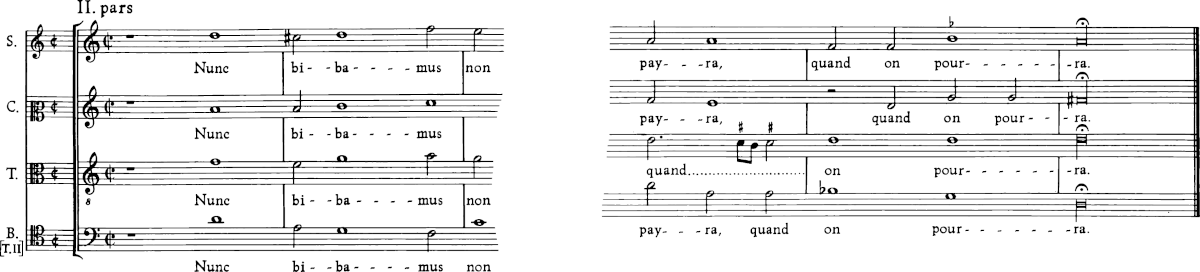 II. pars
S.
Nunc bi--ba----mus non
pay---ra, quand on pour-------ra.
C.
Nunc bi--ba----mus
pay---ra, quand on pour---ra.
T.
8
Nunc bi--ba----mus non
quand............................ on pour-------ra.
B.
[T.II]
Nunc bi--ba----mus non
pay---ra, quand on pour-------ra.